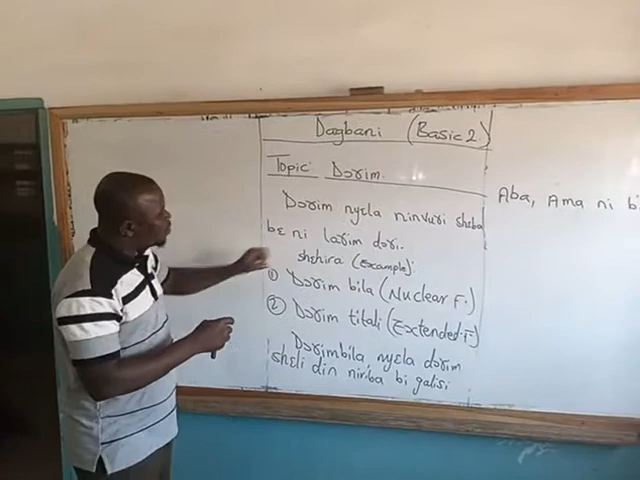 Dagbani (Basic 2)
Topic: Dɔɣim.
Dɔɣim nyɛla ninvuɣi shɛba
bɛ ni laɣim dɔɣi.
shɛhira (Example):
① Dɔɣim bila (Nuclear F.)
② Dɔɣim titali (Extended F)
Dɔɣimbila nyɛla dɔɣim
shɛli din niriba bi galisi
Aba, Ama ni